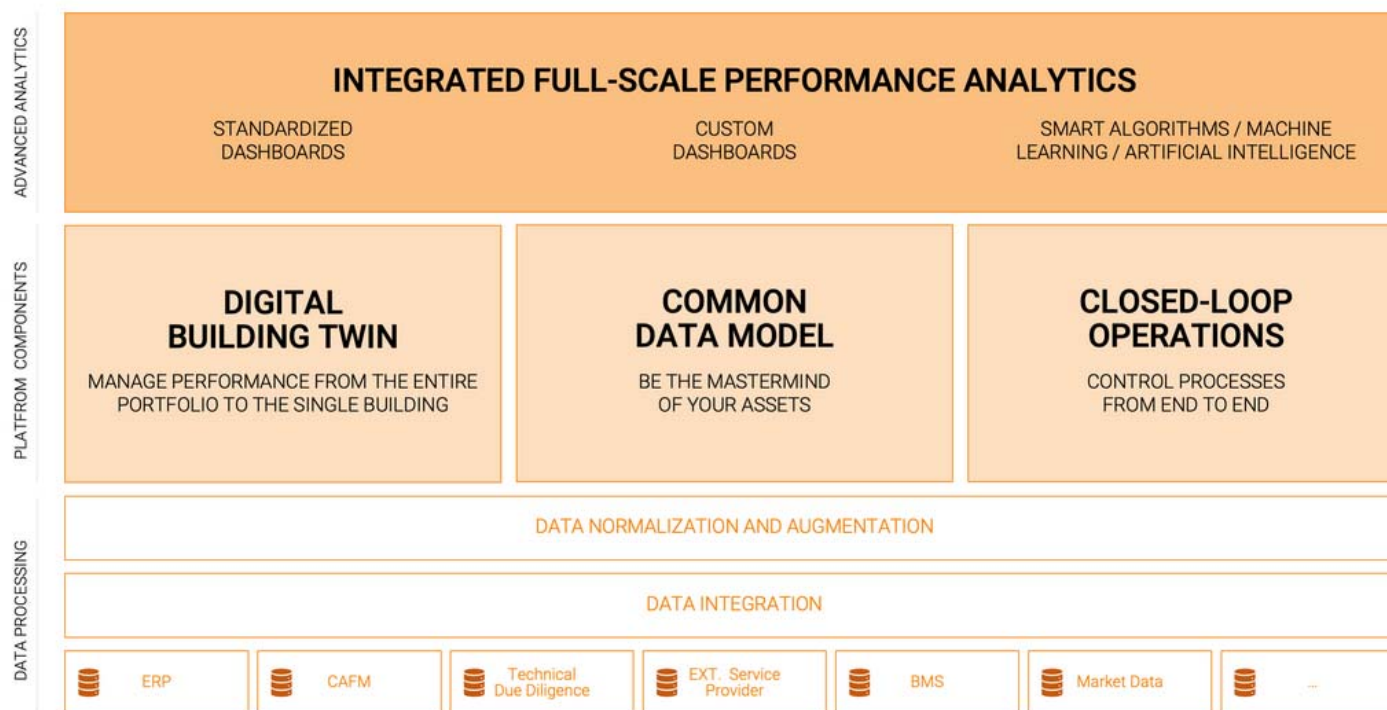 ADVANCED ANALYTICS
INTEGRATED FULL-SCALE PERFORMANCE ANALYTICS
STANDARDIZED
DASHBOARDS
CUSTOM
DASHBOARDS
SMART ALGORITHMS / MACHINE
LEARNING / ARTIFICIAL INTELLIGENCE
PLATFROM COMPONENTS
DIGITAL
BUILDING TWIN
MANAGE PERFORMANCE FROM THE ENTIRE
PORTFOLIO TO THE SINGLE BUILDING
COMMON
DATA MODEL
BE THE MASTERMIND
OF YOUR ASSETS
CLOSED-LOOP
OPERATIONS
CONTROL PROCESSES
FROM END TO END
DATA PROCESSING
DATA NORMALIZATION AND AUGMENTATION
DATA INTEGRATION
ERP
CAFM
Technical
Due Diligence
EXT. Service
Provider
BMS
Market Data
...